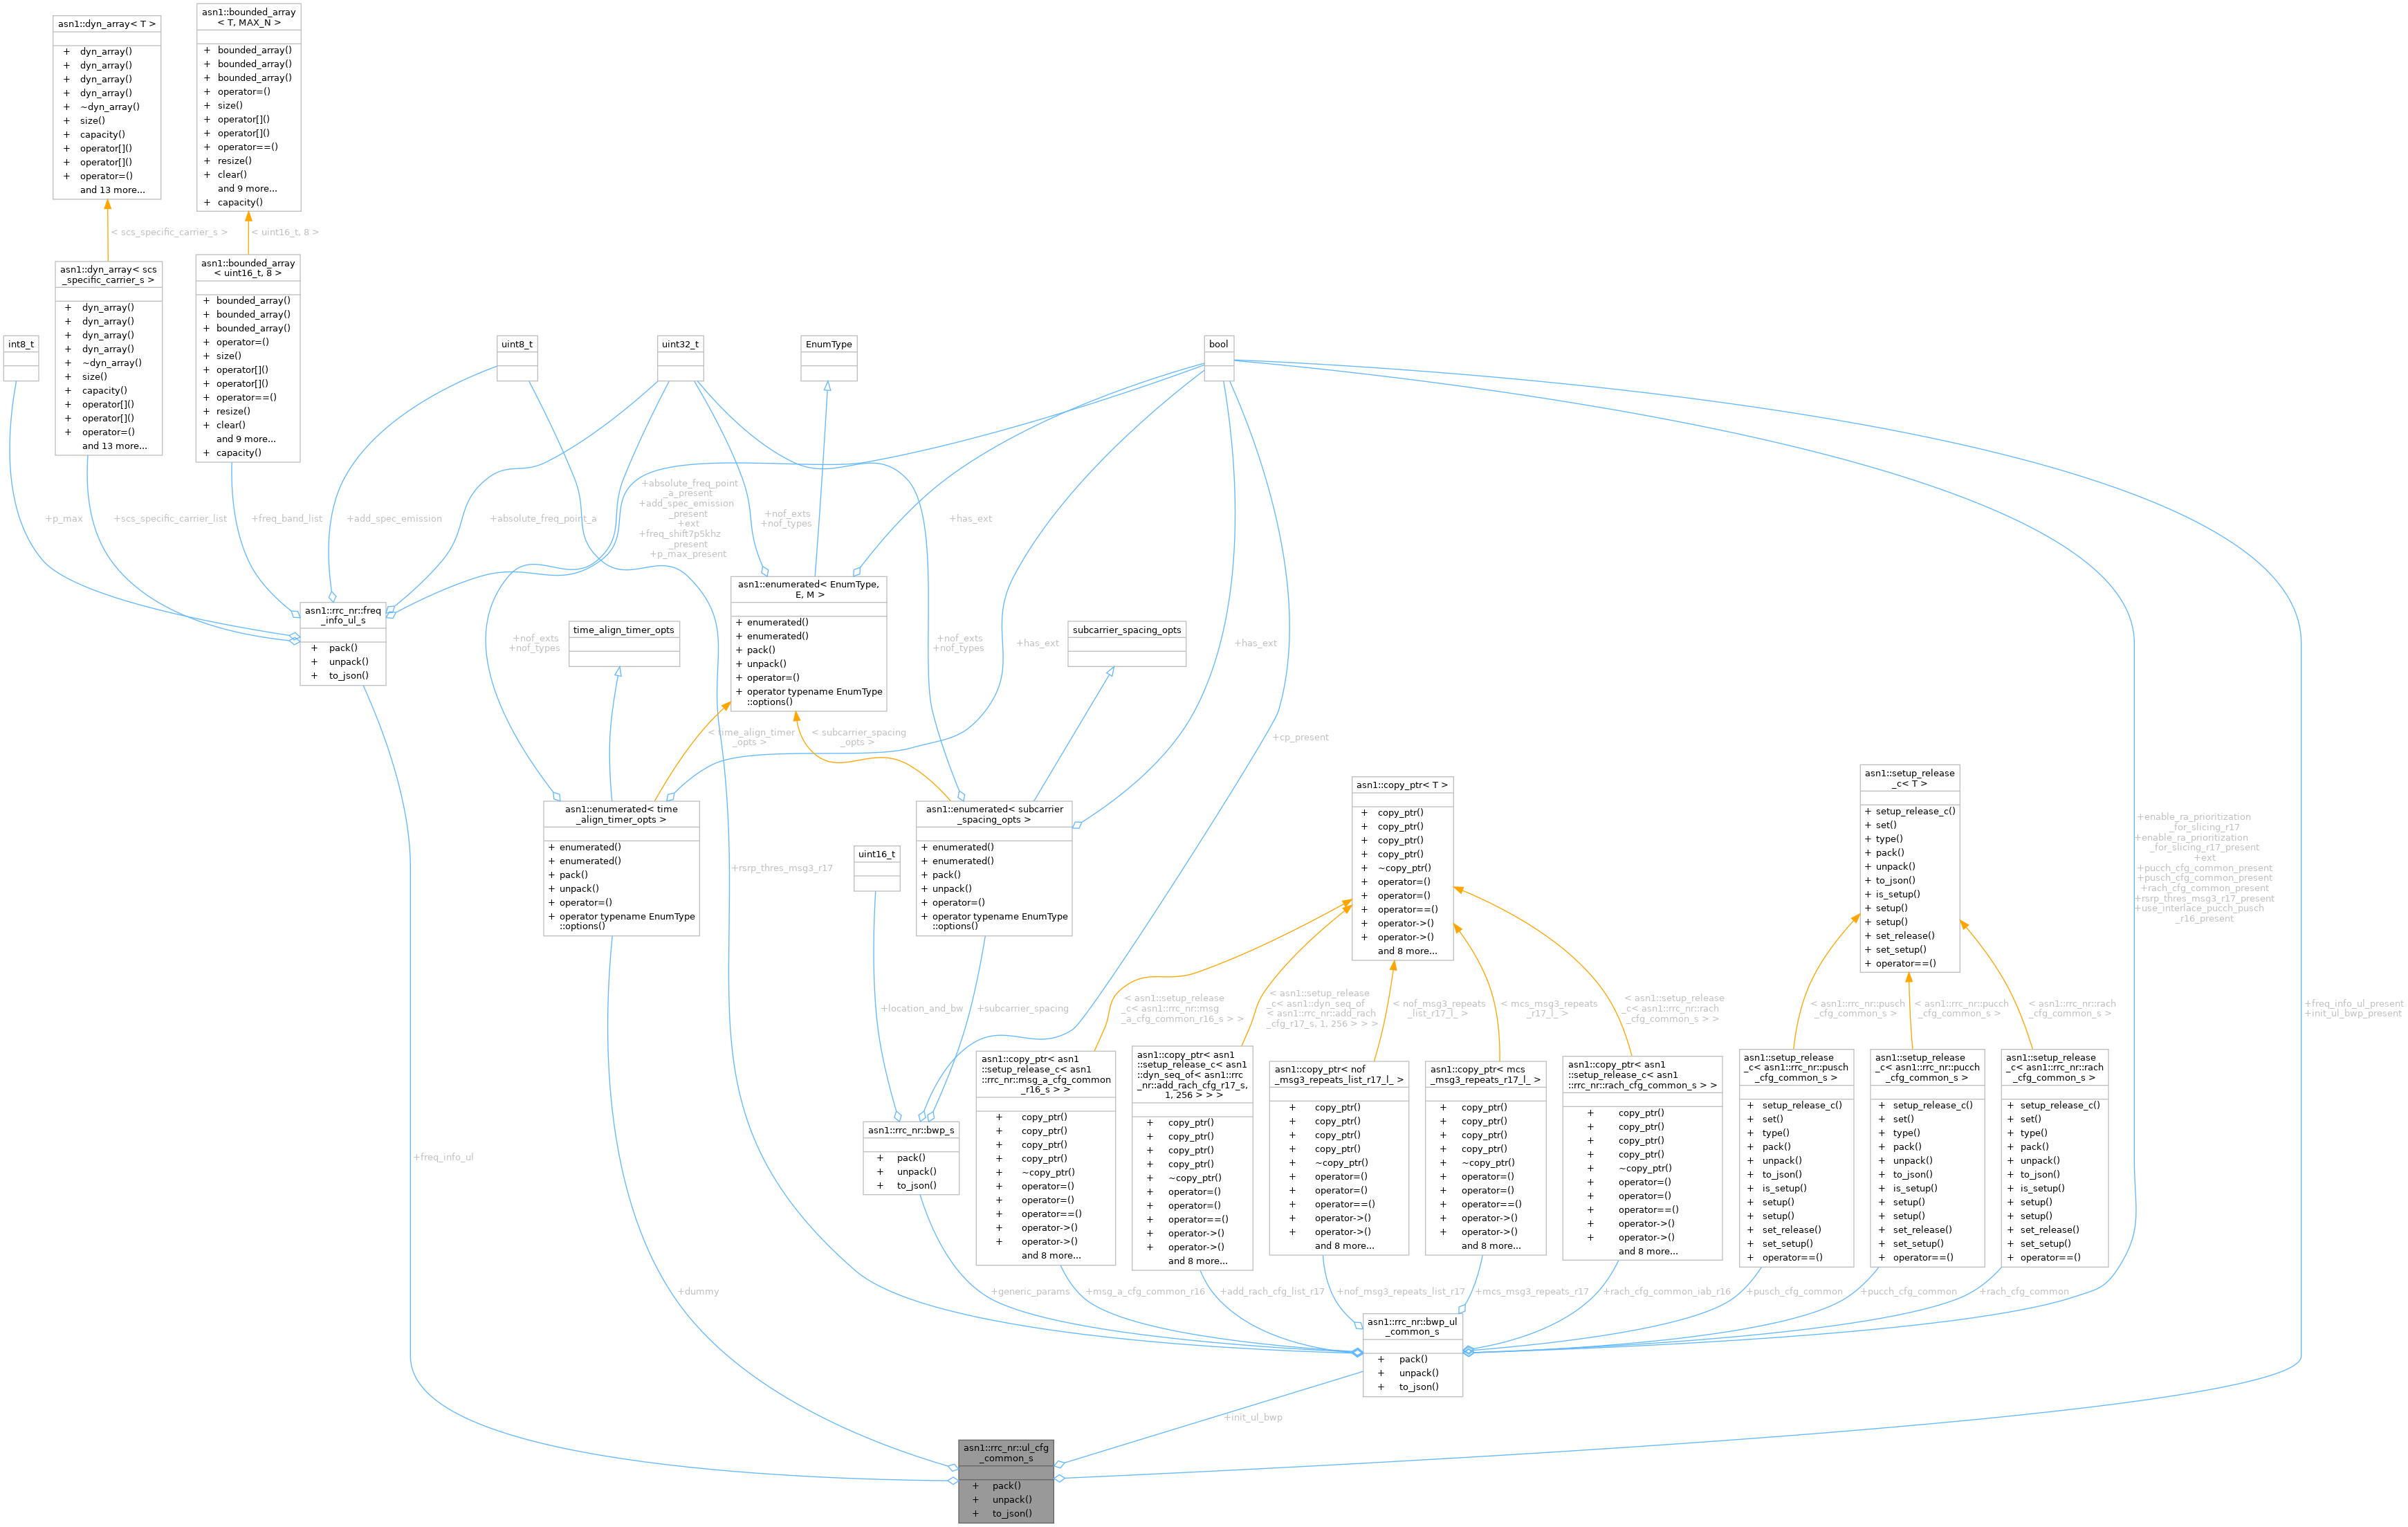 asn1::dyn_array< T >
+ dyn_array()
+ dyn_array()
+ dyn_array()
+ dyn_array()
+ ~dyn_array()
+ size()
+ capacity()
+ operator[]()
+ operator[]()
+ operator=()
and 13 more...
asn1::bounded_array
< T, MAX_N >
+ bounded_array()
+ bounded_array()
+ bounded_array()
+ operator=()
+ size()
+ operator[]()
+ operator[]()
+ operator==()
+ resize()
+ clear()
and 9 more...
+ capacity()
< scs_specific_carrier_s >
< uint16_t, 8 >
asn1::dyn_array< scs
_specific_carrier_s >
+ dyn_array()
+ dyn_array()
+ dyn_array()
+ dyn_array()
+ ~dyn_array()
+ size()
+ capacity()
+ operator[]()
+ operator[]()
+ operator=()
and 13 more...
asn1::bounded_array
< uint16_t, 8 >
+ bounded_array()
+ bounded_array()
+ bounded_array()
+ operator=()
+ size()
+ operator[]()
+ operator[]()
+ operator==()
+ resize()
+ clear()
and 9 more...
+ capacity()
int8_t
uint8_t
uint32_t
EnumType
bool
+p_max
+scs_specific_carrier_list
+freq_band_list
+add_spec_emission
+absolute_freq_point_a
+absolute_freq_point
_a_present
+add_spec_emission
_present
+ext
+freq_shift7p5khz
_present
+p_max_present
+nof_exts
+nof_types
+has_ext
asn1::rrc_nr::freq
_info_ul_s
+ pack()
+ unpack()
+ to_json()
asn1::enumerated< EnumType,
E, M >
+ enumerated()
+ enumerated()
+ pack()
+ unpack()
+ operator=()
+ operator typename EnumType
::options()
+nof_exts
+nof_types
time_align_timer_opts
+nof_exts
+nof_types
+has_ext
subcarrier_spacing_opts
+has_ext
< time_align_timer
_opts >
< subcarrier_spacing
_opts >
+cp_present
asn1::enumerated< time
_align_timer_opts >
+ enumerated()
+ enumerated()
+ pack()
+ unpack()
+ operator=()
+ operator typename EnumType
::options()
+rsrp_thres_msg3_r17
uint16_t
asn1::enumerated< subcarrier
_spacing_opts >
+ enumerated()
+ enumerated()
+ pack()
+ unpack()
+ operator=()
+ operator typename EnumType
::options()
asn1::copy_ptr< T >
+ copy_ptr()
+ copy_ptr()
+ copy_ptr()
+ copy_ptr()
+ ~copy_ptr()
+ operator=()
+ operator=()
+ operator==()
+ operator->()
+ operator->()
and 8 more...
asn1::setup_release
_c< T >
+ setup_release_c()
+ set()
+ type()
+ pack()
+ unpack()
+ to_json()
+ is_setup()
+ setup()
+ setup()
+ set_release()
+ set_setup()
+ operator==()
+enable_ra_prioritization
_for_slicing_r17
+enable_ra_prioritization
_for_slicing_r17_present
+ext
+pucch_cfg_common_present
+pusch_cfg_common_present
+rach_cfg_common_present
+rsrp_thres_msg3_r17_present
+use_interlace_pucch_pusch
_r16_present
+location_and_bw
+subcarrier_spacing
< asn1::setup_release
_c< asn1::rrc_nr::msg
_a_cfg_common_r16_s > >
< asn1::setup_release
_c< asn1::dyn_seq_of
< asn1::rrc_nr::add_rach
_cfg_r17_s, 1, 256 > > >
< nof_msg3_repeats
_list_r17_l_ >
< mcs_msg3_repeats
_r17_l_ >
< asn1::setup_release
_c< asn1::rrc_nr::rach
_cfg_common_s > >
< asn1::rrc_nr::pusch
_cfg_common_s >
< asn1::rrc_nr::pucch
_cfg_common_s >
< asn1::rrc_nr::rach
_cfg_common_s >
+freq_info_ul_present
+init_ul_bwp_present
+freq_info_ul
asn1::rrc_nr::bwp_s
+ pack()
+ unpack()
+ to_json()
asn1::copy_ptr< asn1
::setup_release_c< asn1
::rrc_nr::msg_a_cfg_common
_r16_s > >
+ copy_ptr()
+ copy_ptr()
+ copy_ptr()
+ copy_ptr()
+ ~copy_ptr()
+ operator=()
+ operator=()
+ operator==()
+ operator->()
+ operator->()
and 8 more...
asn1::copy_ptr< asn1
::setup_release_c< asn1
::dyn_seq_of< asn1::rrc
_nr::add_rach_cfg_r17_s,
1, 256 > > >
+ copy_ptr()
+ copy_ptr()
+ copy_ptr()
+ copy_ptr()
+ ~copy_ptr()
+ operator=()
+ operator=()
+ operator==()
+ operator->()
+ operator->()
and 8 more...
asn1::copy_ptr< nof
_msg3_repeats_list_r17_l_ >
+ copy_ptr()
+ copy_ptr()
+ copy_ptr()
+ copy_ptr()
+ ~copy_ptr()
+ operator=()
+ operator=()
+ operator==()
+ operator->()
+ operator->()
and 8 more...
asn1::copy_ptr< mcs
_msg3_repeats_r17_l_ >
+ copy_ptr()
+ copy_ptr()
+ copy_ptr()
+ copy_ptr()
+ ~copy_ptr()
+ operator=()
+ operator=()
+ operator==()
+ operator->()
+ operator->()
and 8 more...
asn1::copy_ptr< asn1
::setup_release_c< asn1
::rrc_nr::rach_cfg_common_s > >
+ copy_ptr()
+ copy_ptr()
+ copy_ptr()
+ copy_ptr()
+ ~copy_ptr()
+ operator=()
+ operator=()
+ operator==()
+ operator->()
+ operator->()
and 8 more...
asn1::setup_release
_c< asn1::rrc_nr::pusch
_cfg_common_s >
+ setup_release_c()
+ set()
+ type()
+ pack()
+ unpack()
+ to_json()
+ is_setup()
+ setup()
+ setup()
+ set_release()
+ set_setup()
+ operator==()
asn1::setup_release
_c< asn1::rrc_nr::pucch
_cfg_common_s >
+ setup_release_c()
+ set()
+ type()
+ pack()
+ unpack()
+ to_json()
+ is_setup()
+ setup()
+ setup()
+ set_release()
+ set_setup()
+ operator==()
asn1::setup_release
_c< asn1::rrc_nr::rach
_cfg_common_s >
+ setup_release_c()
+ set()
+ type()
+ pack()
+ unpack()
+ to_json()
+ is_setup()
+ setup()
+ setup()
+ set_release()
+ set_setup()
+ operator==()
+dummy
+generic_params
+msg_a_cfg_common_r16
+add_rach_cfg_list_r17
+nof_msg3_repeats_list_r17
+mcs_msg3_repeats_r17
+rach_cfg_common_iab_r16
+pusch_cfg_common
+pucch_cfg_common
+rach_cfg_common
asn1::rrc_nr::bwp_ul
_common_s
+ pack()
+ unpack()
+ to_json()
+init_ul_bwp
asn1::rrc_nr::ul_cfg
_common_s
+ pack()
+ unpack()
+ to_json()